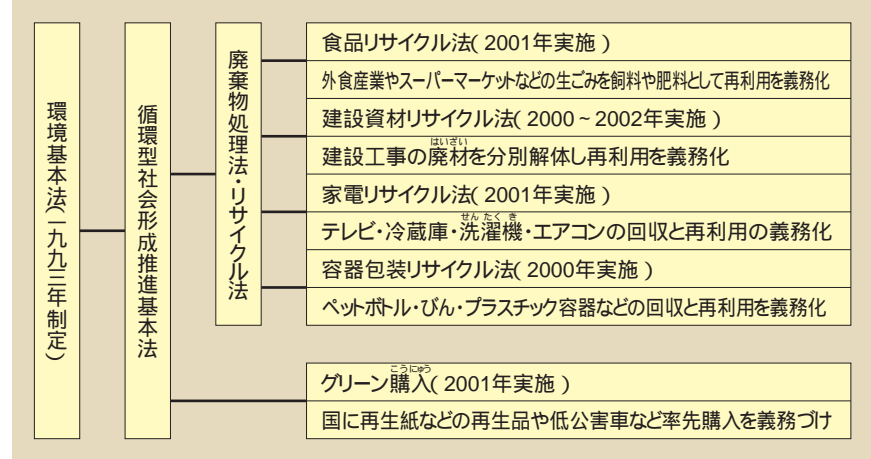 環境基本法(一九九三年制定)
循環型社会形成推進基本法
廃棄物処理法・リサイクル法
食品リサイクル法(2001年実施)
外食産業やスーパーマーケットなどの生ごみを飼料や肥料として再利用を義務化
建設資材リサイクル法(2000~2002年実施)
はいざい
建設工事の廃材を分別解体し再利用を義務化
家電リサイクル法(2001年実施)
せんたくき
テレビ・冷蔵庫・洗濯機・エアコンの回収と再利用の義務化
容器包装リサイクル法(2000年実施)
ペットボトル・びん・プラスチック容器などの回収と再利用を義務化
こうにゅう
グリーン購入(2001年実施)
国に再生紙などの再生品や低公害車など率先購入を義務づけ